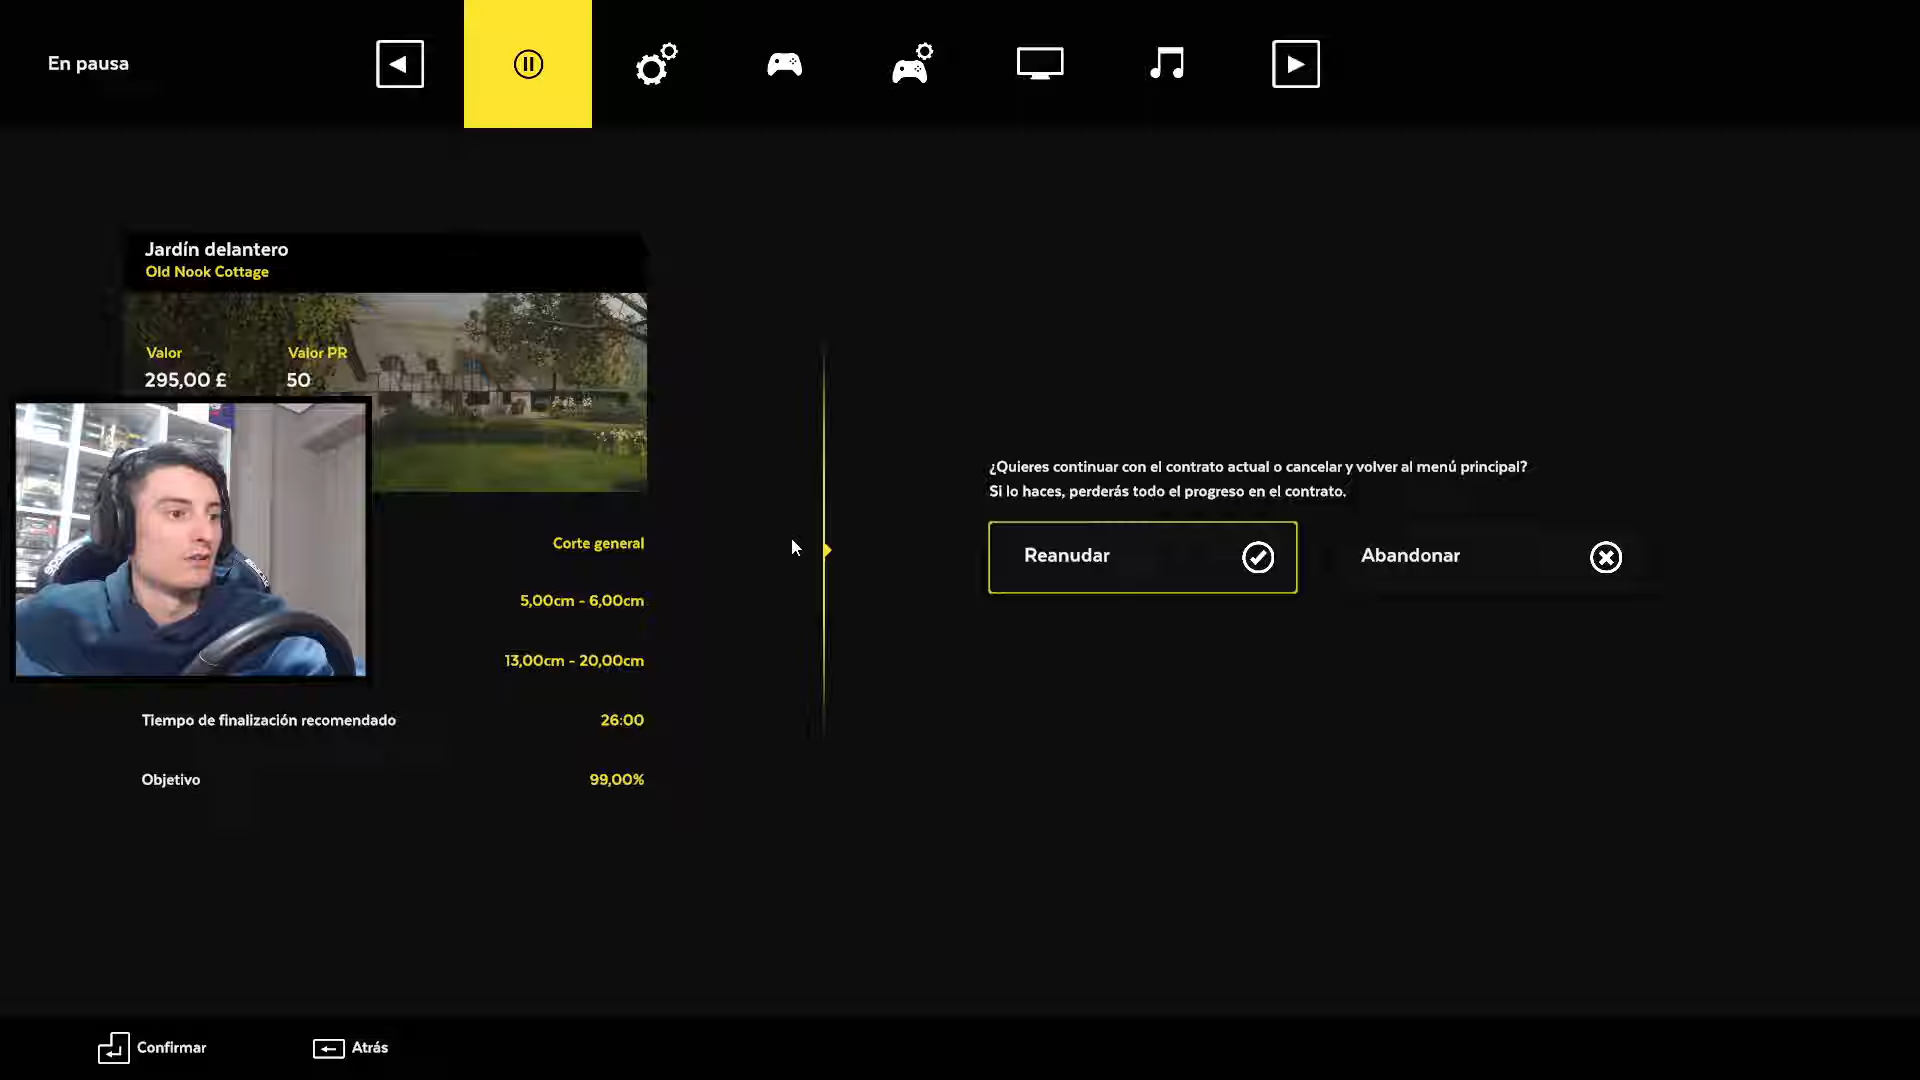 En pausa
Jardín delantero
Old Nook Cottage
Valor
Valor PR
295,00 £
50
Corte general
5,00cm - 6,00cm
13,00cm - 20,00cm
Tiempo de finalización recomendado
26:00
Objetivo
99,00%
¿Quieres continuar con el contrato actual o cancelar y volver al menú principal?
Si lo haces, perderás todo el progreso en el contrato.
Reanudar
Abandonar
Confirmar
Atrás